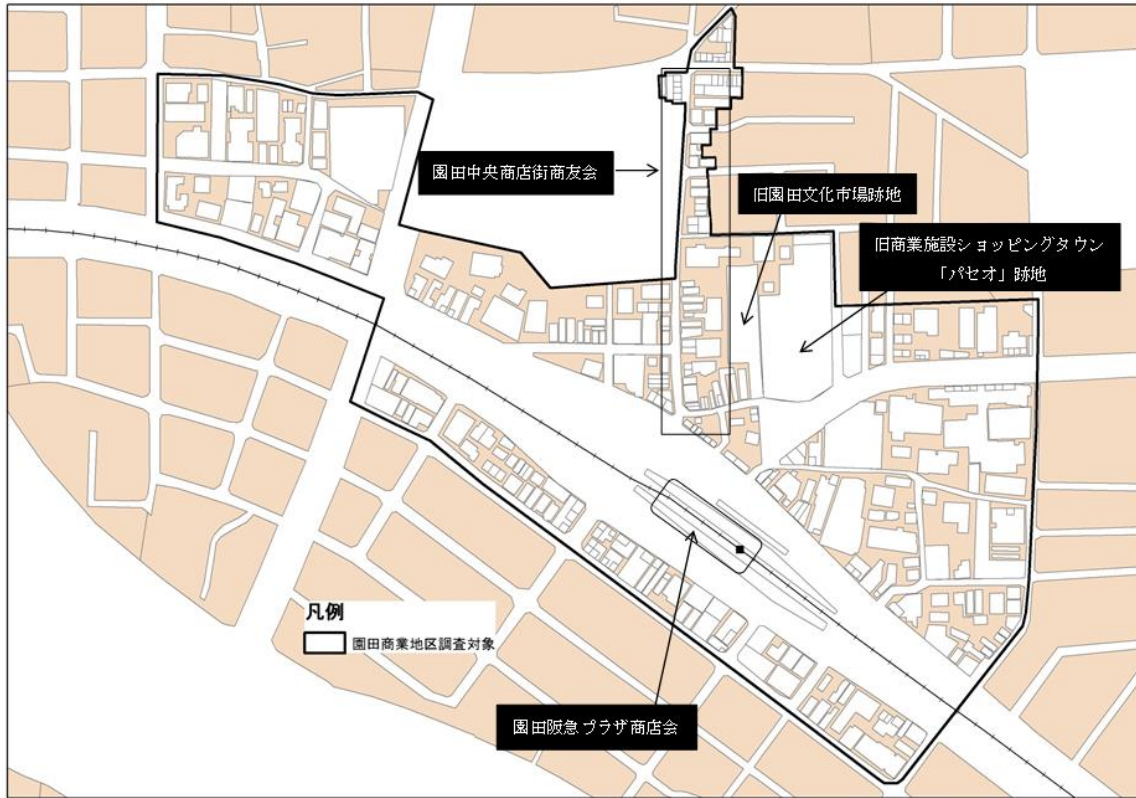 園田中央商店街商友会
旧園田文化市場跡地
旧商業施設ショッピングタウン
「パセオ」跡地
凡例
園田商業地区調査対象
園田阪急プラザ商店会